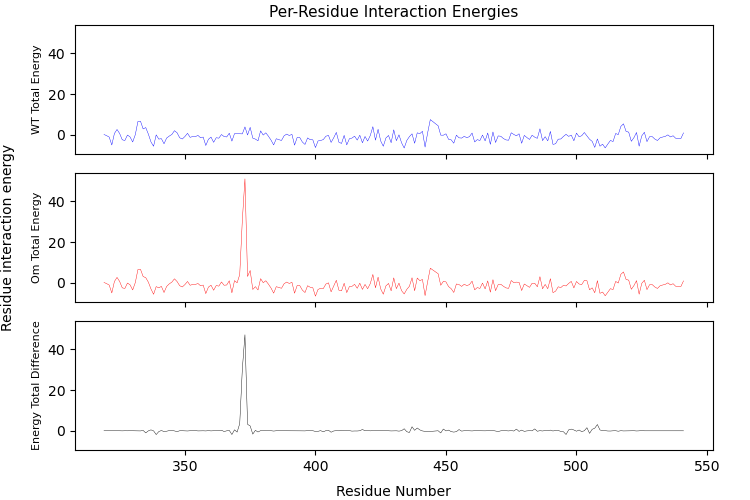 Per-Residue Interaction Energies
Residue interaction energy
WT Total Energy
40
20
0
Om Total Energy
40
20
0
Energy Total Difference
40
20
0
350
400
450
500
550
Residue Number